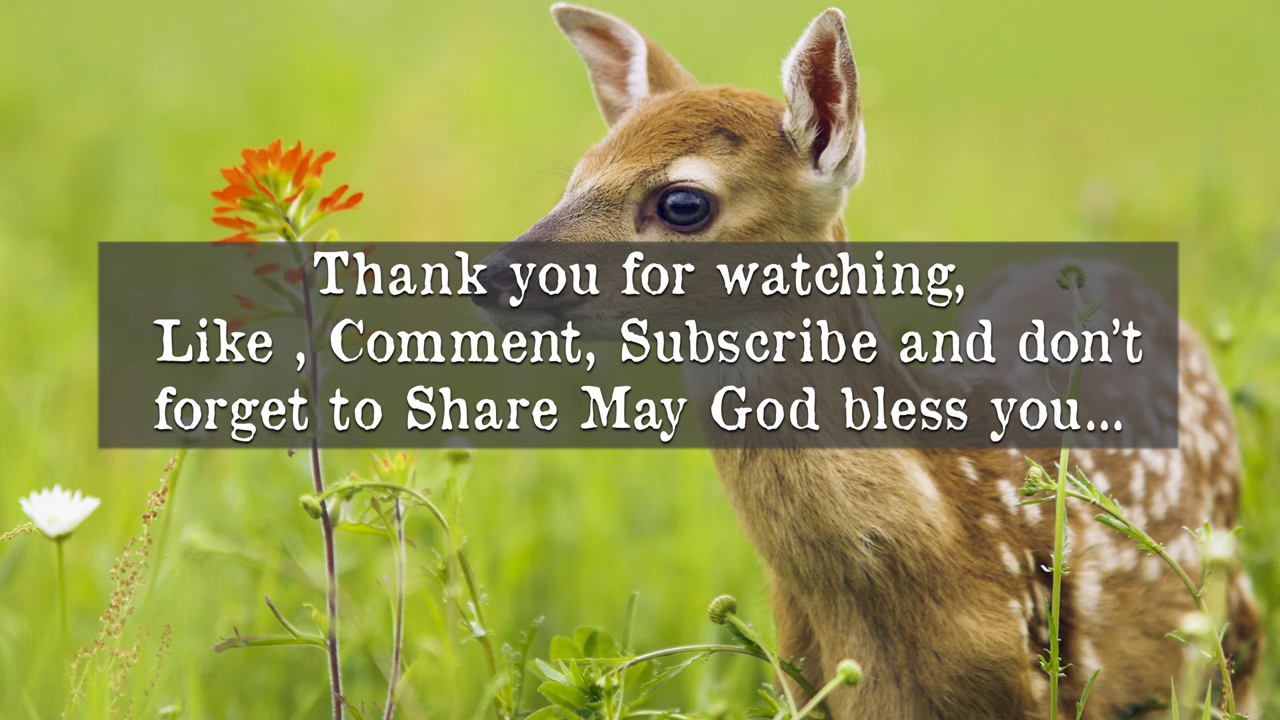 Thank you for watching,
Like , Comment, Subscribe and don't
forget to Share May God bless you...